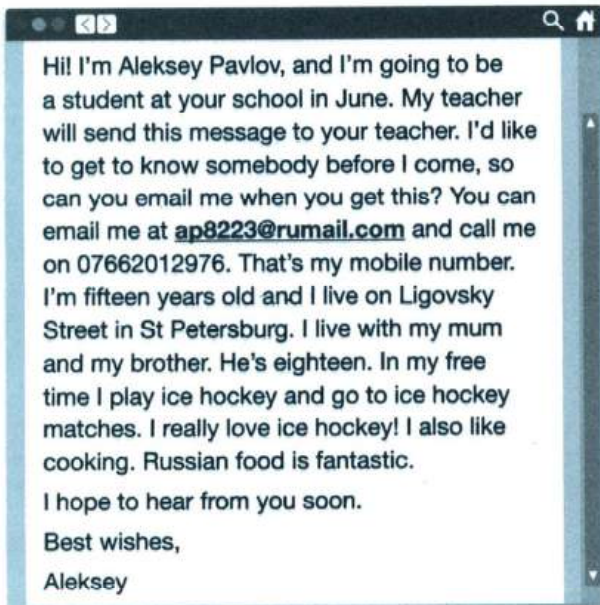 Hi! I'm Aleksey Pavlov, and I'm going to be
a student at your school in June. My teacher
will send this message to your teacher. I'd like
to get to know somebody before I come, so
can you email me when you get this? You can
email me at ap8223@rumail.com and call me
on 07662012976. That's my mobile number.
I'm fifteen years old and I live on Ligovsky
Street in St Petersburg. I live with my mum
and my brother. He's eighteen. In my free
time I play ice hockey and go to ice hockey
matches. I really love ice hockey! I also like
cooking. Russian food is fantastic.
I hope to hear from you soon.
Best wishes,
Aleksey